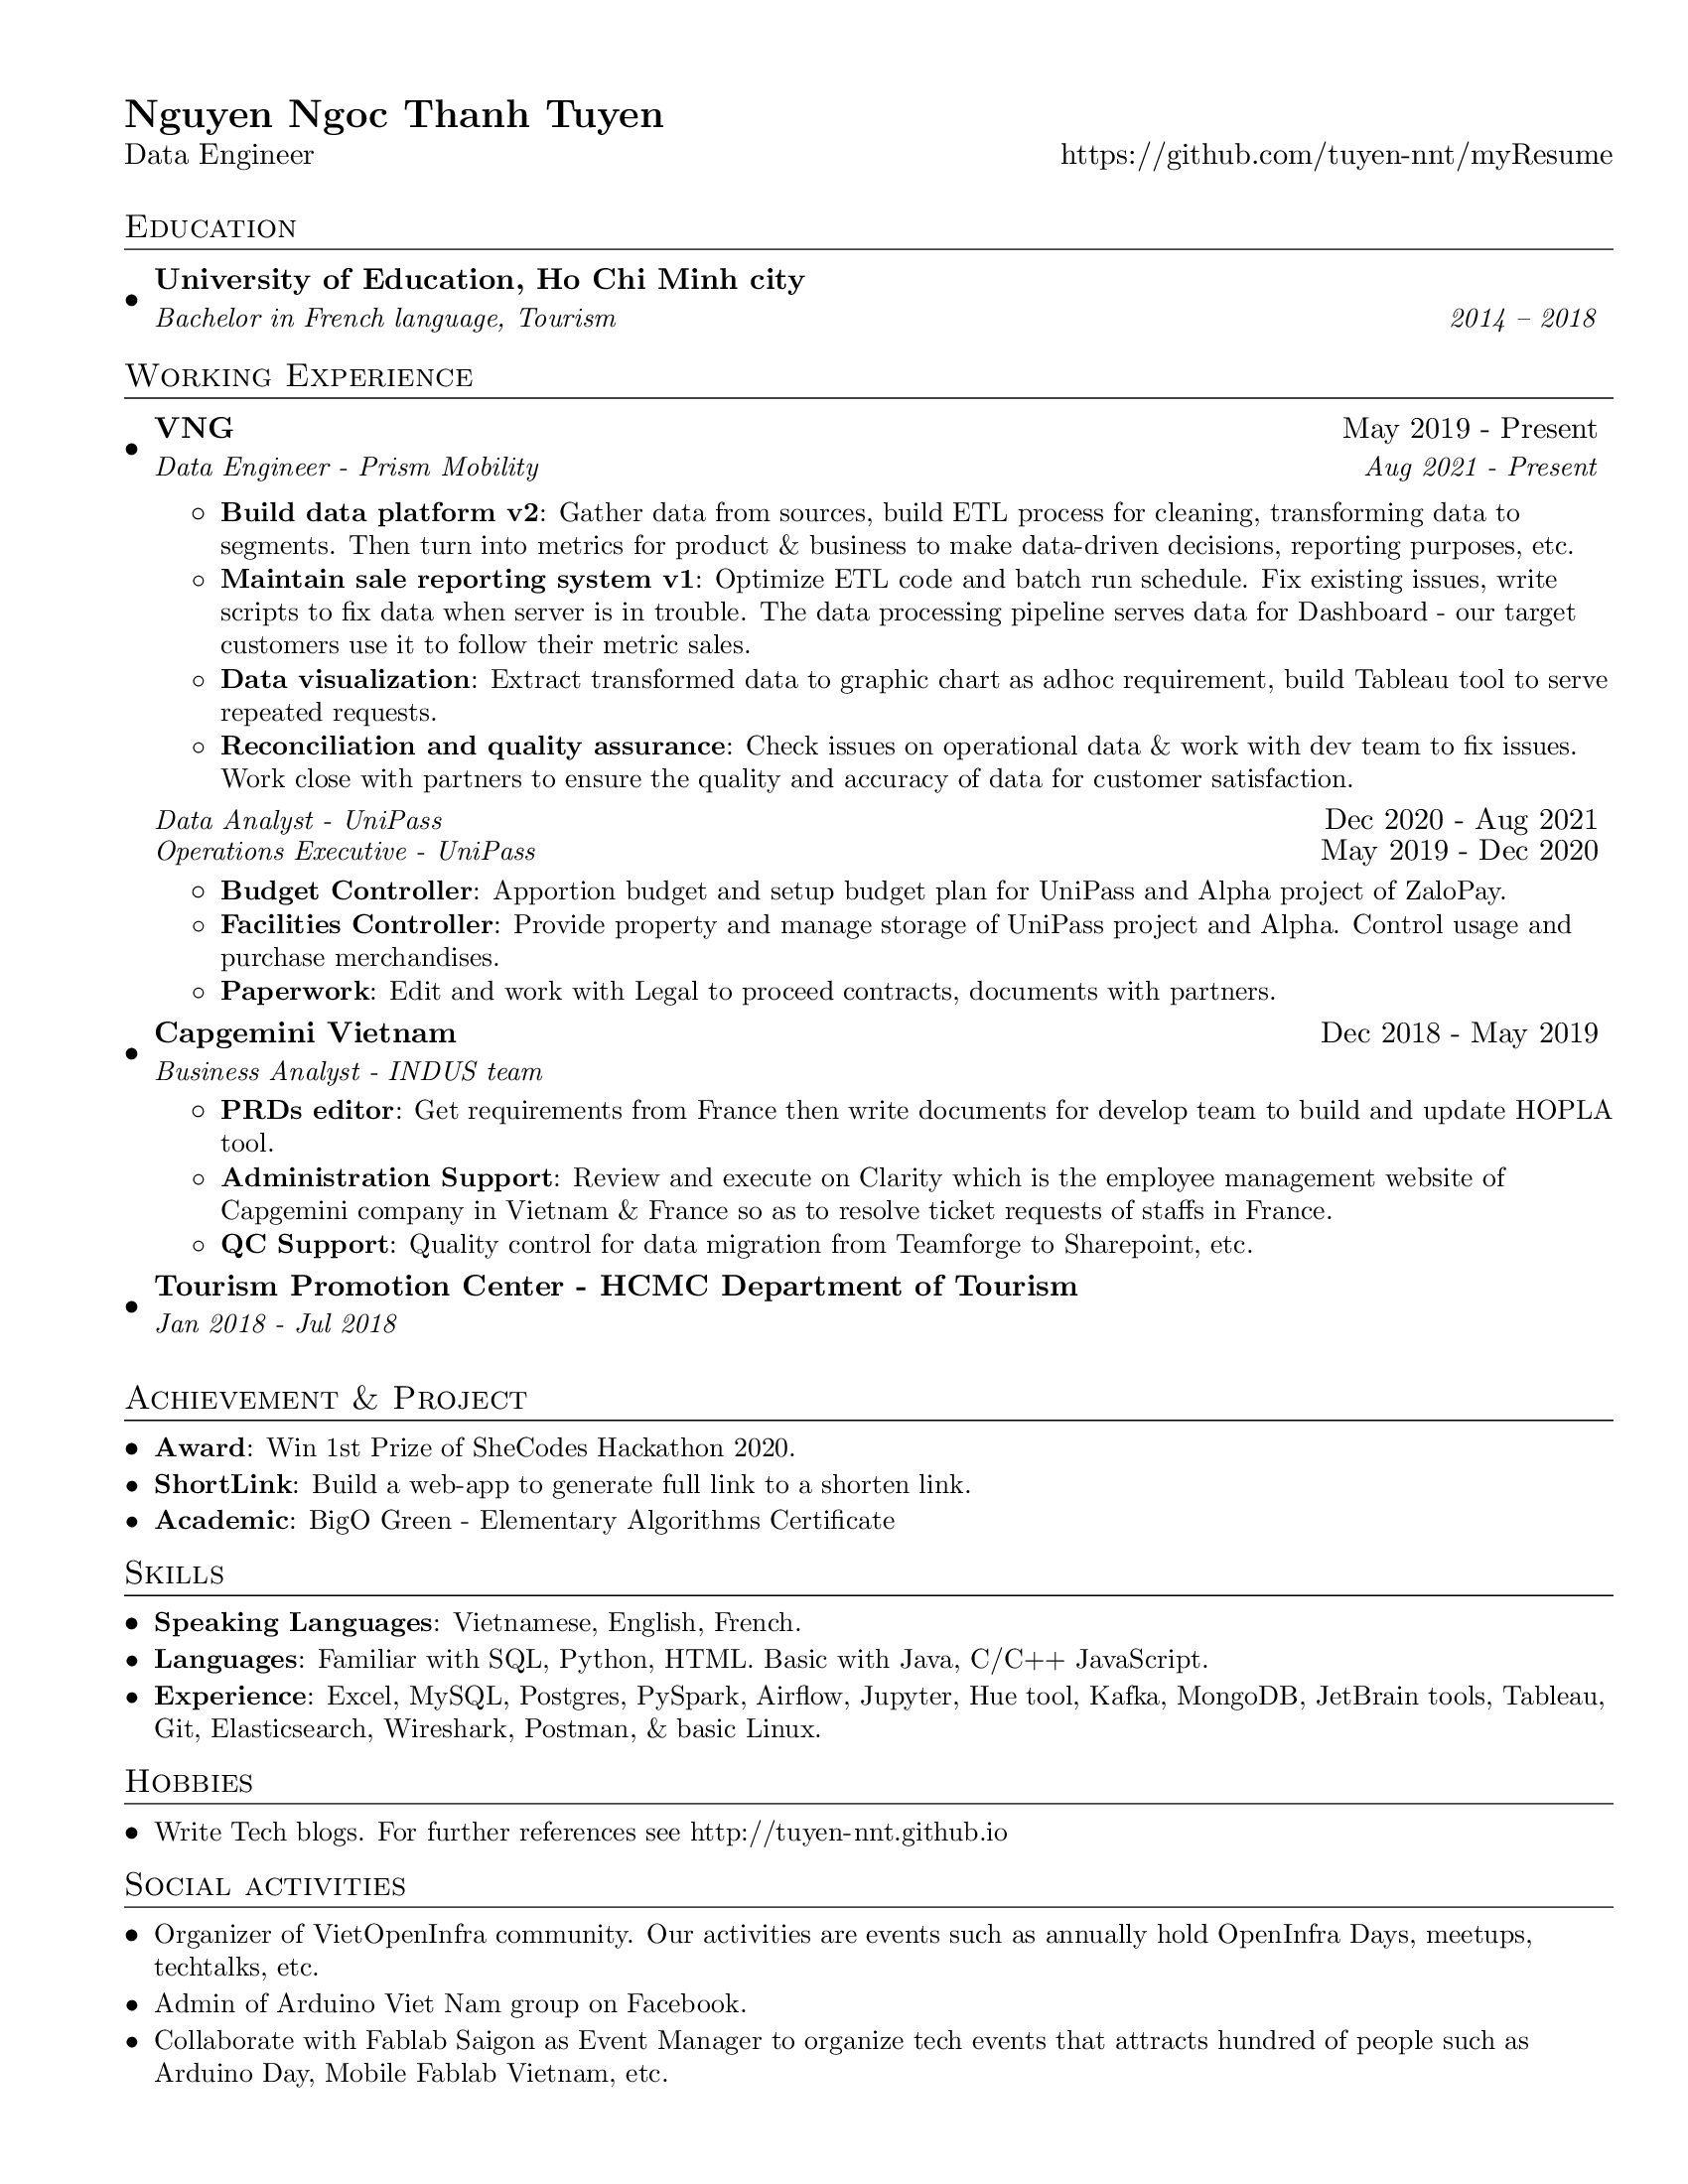 Nguyen Ngoc Thanh Tuyen
Data Engineer https://github.com/tuyen-nnt/myResume
Education
• University of Education, Ho Chi Minh city
Bachelor in French language, Tourism 2014 – 2018
Working Experience
• VNG May 2019 - Present
Data Engineer - Prism Mobility Aug 2021 - Present
◦ Build data platform v2: Gather data from sources, build ETL process for cleaning, transforming data to
segments. Then turn into metrics for product & business to make data-driven decisions, reporting purposes, etc.
◦ Maintain sale reporting system v1: Optimize ETL code and batch run schedule. Fix existing issues, write
scripts to fix data when server is in trouble. The data processing pipeline serves data for Dashboard - our target
customers use it to follow their metric sales.
◦ Data visualization: Extract transformed data to graphic chart as adhoc requirement, build Tableau tool to serve
repeated requests.
◦ Reconciliation and quality assurance: Check issues on operational data & work with dev team to fix issues.
Work close with partners to ensure the quality and accuracy of data for customer satisfaction.
Data Analyst - UniPass Dec 2020 - Aug 2021
Operations Executive - UniPass May 2019 - Dec 2020
◦ Budget Controller: Apportion budget and setup budget plan for UniPass and Alpha project of ZaloPay.
◦ Facilities Controller: Provide property and manage storage of UniPass project and Alpha. Control usage and
purchase merchandises.
◦ Paperwork: Edit and work with Legal to proceed contracts, documents with partners.
• Capgemini Vietnam Dec 2018 - May 2019
Business Analyst - INDUS team
◦ PRDs editor: Get requirements from France then write documents for develop team to build and update HOPLA
tool.
◦ Administration Support: Review and execute on Clarity which is the employee management website of
Capgemini company in Vietnam & France so as to resolve ticket requests of staffs in France.
◦ QC Support: Quality control for data migration from Teamforge to Sharepoint, etc.
• Tourism Promotion Center - HCMC Department of Tourism
Jan 2018 - Jul 2018
Achievement & Project
• Award: Win 1st Prize of SheCodes Hackathon 2020.
• ShortLink: Build a web-app to generate full link to a shorten link.
• Academic: BigO Green - Elementary Algorithms Certificate
Skills
• Speaking Languages: Vietnamese, English, French.
• Languages: Familiar with SQL, Python, HTML. Basic with Java, C/C++ JavaScript.
• Experience: Excel, MySQL, Postgres, PySpark, Airflow, Jupyter, Hue tool, Kafka, MongoDB, JetBrain tools, Tableau,
Git, Elasticsearch, Wireshark, Postman, & basic Linux.
Hobbies
• Write Tech blogs. For further references see http://tuyen-nnt.github.io
Social activities
• Organizer of VietOpenInfra community. Our activities are events such as annually hold OpenInfra Days, meetups,
techtalks, etc.
• Admin of Arduino Viet Nam group on Facebook.
• Collaborate with Fablab Saigon as Event Manager to organize tech events that attracts hundred of people such as
Arduino Day, Mobile Fablab Vietnam, etc.